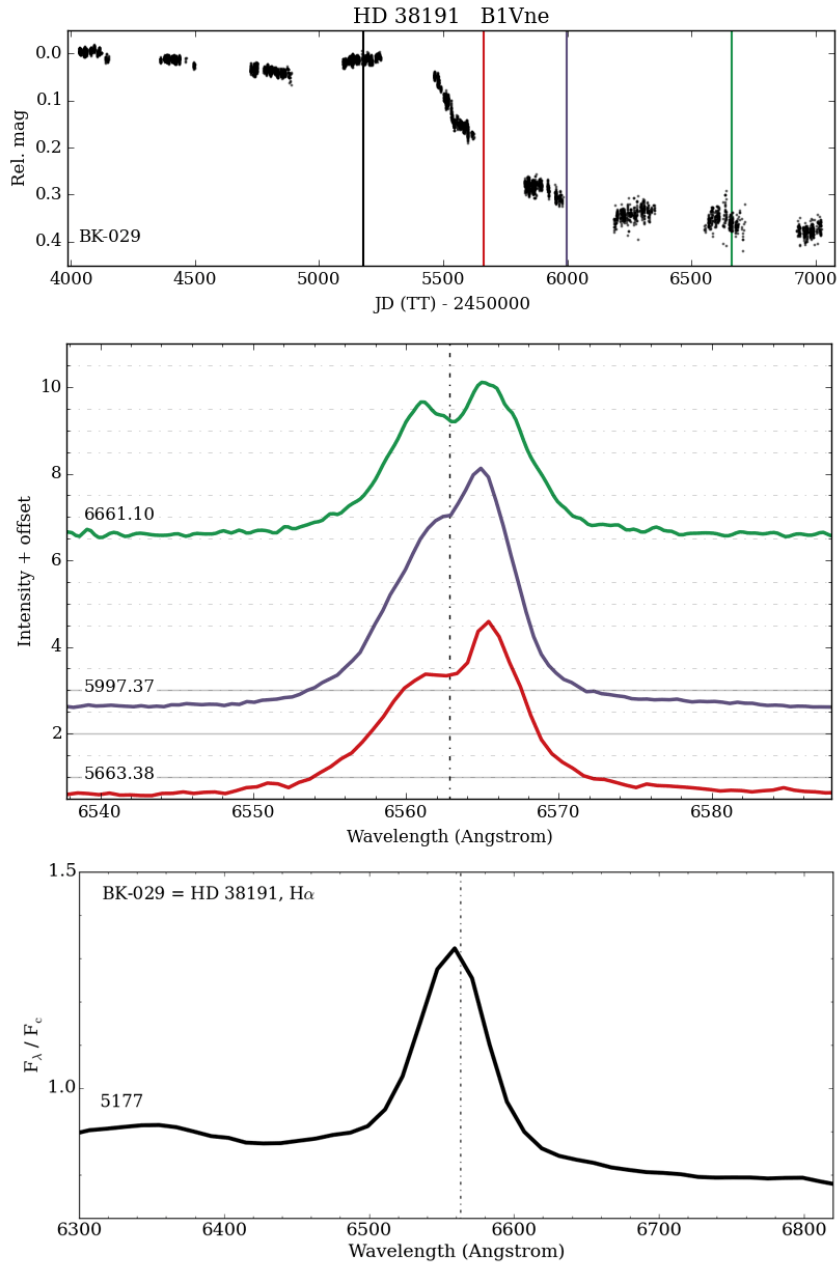 HD 38191 B1Vne
0.0
0.1
0.2
0.3
0.4
Rel. mag
BK-029
4000 4500 5000 5500 6000 6500 7000
JD (TT) - 2450000
10
8
6
4
2
Intensity + offset
6661.10
5997.37
5663.38
6540 6550 6560 6570 6580
Wavelength (Angstrom)
1.5
1.0
F_λ / F_c
BK-029 = HD 38191, Hα
5177
6300 6400 6500 6600 6700 6800
Wavelength (Angstrom)